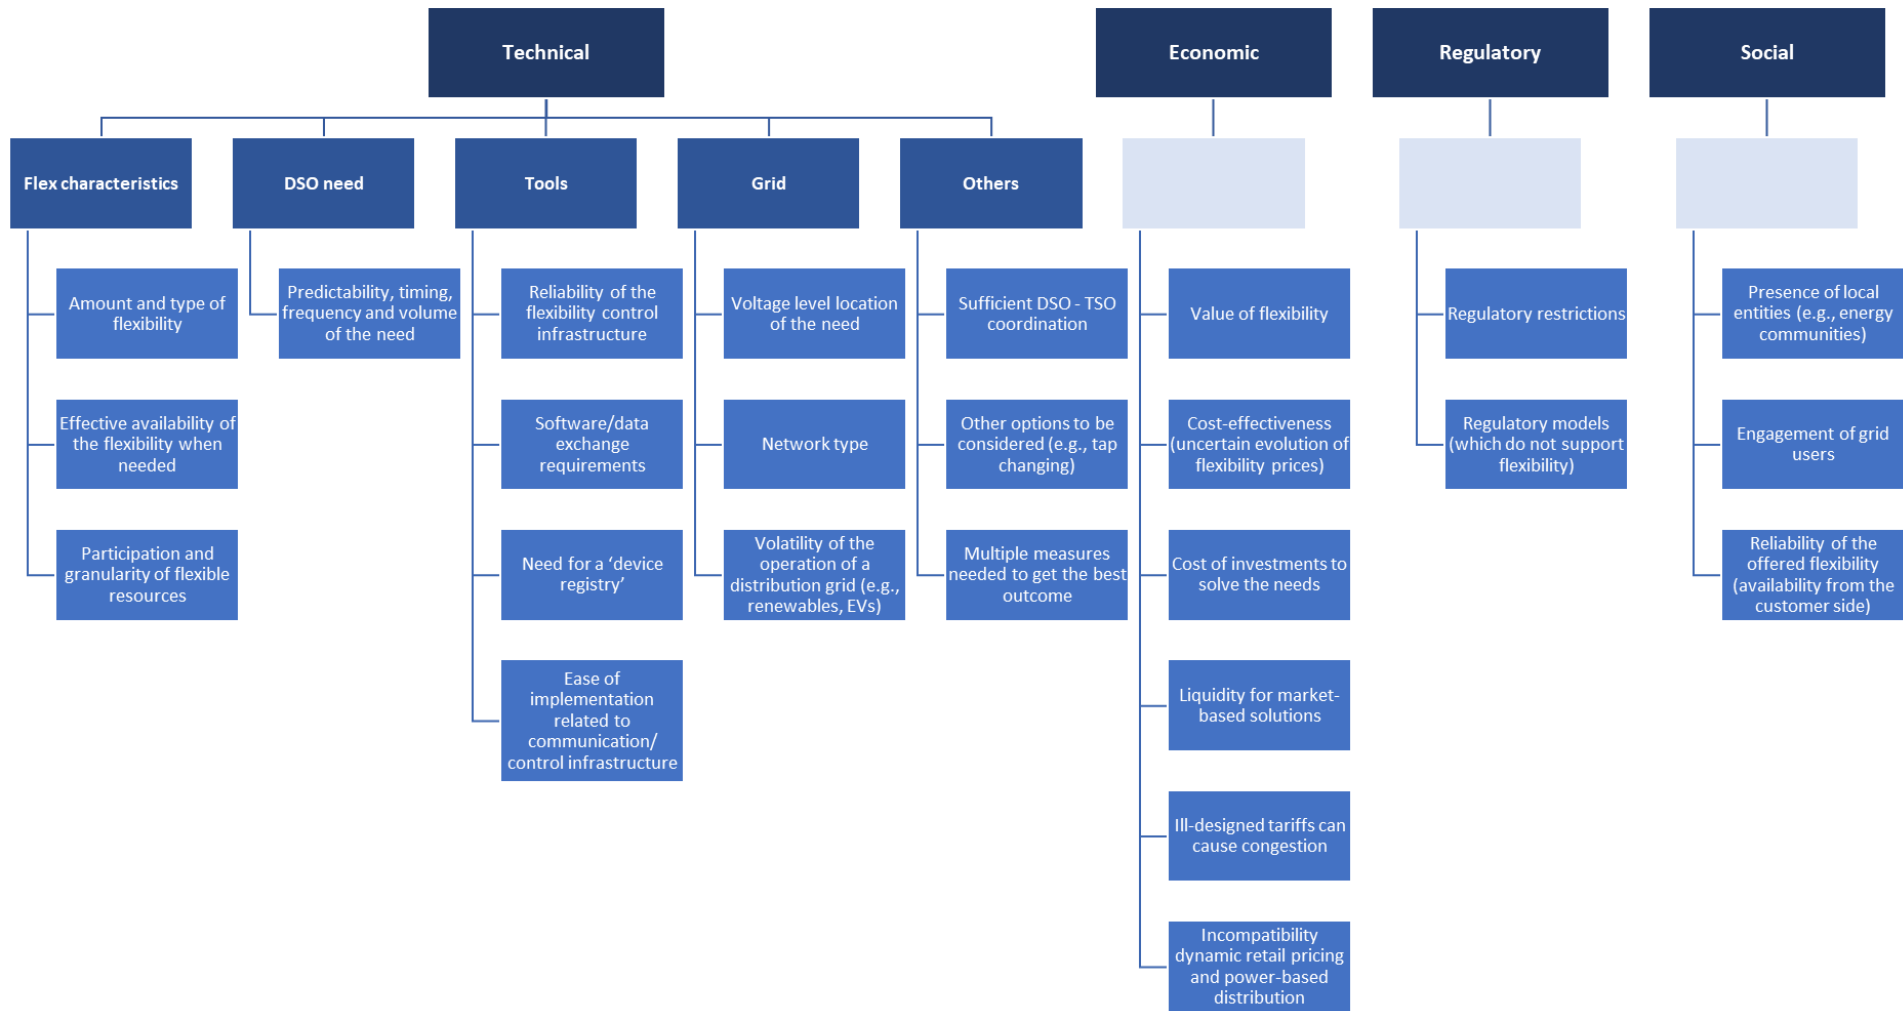 Technical
Economic
Regulatory
Social
Flex characteristics
DSO need
Tools
Grid
Others
Amount and type of
flexibility
Effective availability of
the flexibility when
needed
Participation and
granularity of flexible
resources
Predictability, timing,
frequency and volume
of the need
Reliability of the
flexibility control
infrastructure
Software/data
exchange
requirements
Need for a ‘device
registry’
Ease of
implementation
related to
communication/
control infrastructure
Voltage level location
of the need
Network type
Volatility of the
operation of a
distribution grid (e.g.,
renewables, EVs)
Sufficient DSO - TSO
coordination
Other options to be
considered (e.g., tap
changing)
Multiple measures
needed to get the best
outcome
Value of flexibility
Cost-effectiveness
(uncertain evolution of
flexibility prices)
Cost of investments to
solve the needs
Liquidity for market-
based solutions
Ill-designed tariffs can
cause congestion
Incompatibility
dynamic retail pricing
and power-based
distribution
Regulatory restrictions
Regulatory models
(which do not support
flexibility)
Presence of local
entities (e.g., energy
communities)
Engagement of grid
users
Reliability of the
offered flexibility
(availability from the
customer side)